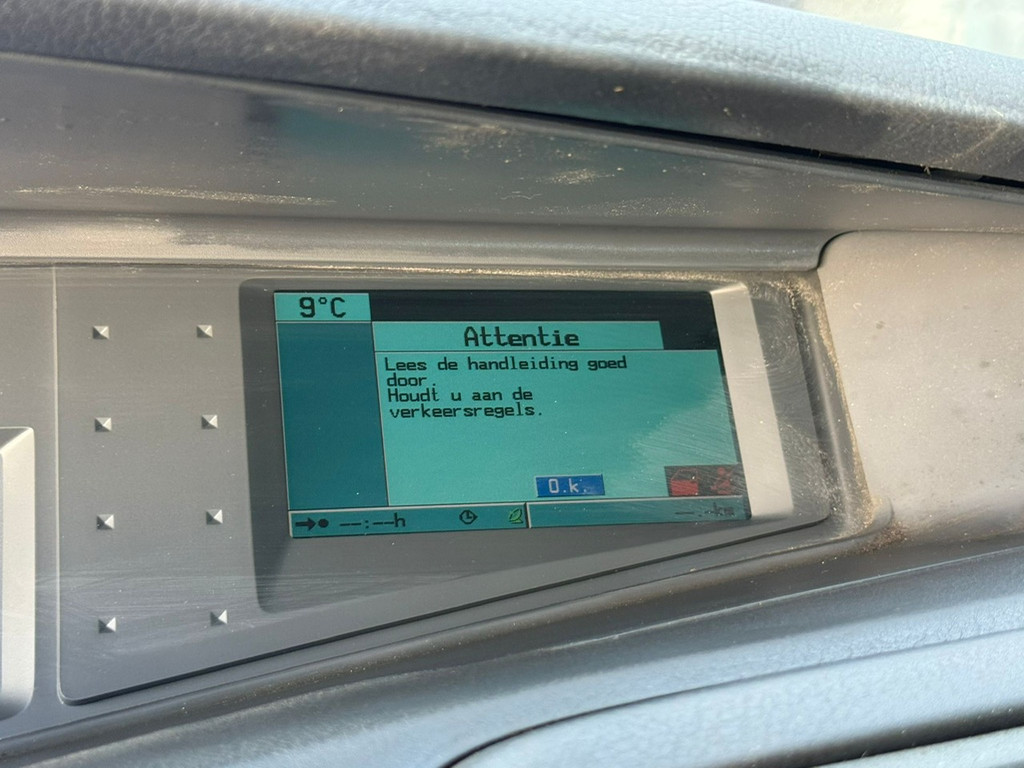 9°C
Attentie
Lees de handleiding goed
door.
Houdt u aan de
verkeersregels.
O.k.
--:--h